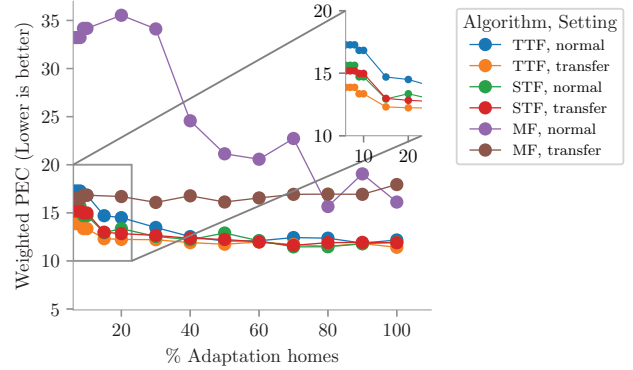 Weighted PEC (Lower is better)
35
30
25
20
15
10
5
20
40
60
80
100
% Adaptation homes
20
15
10
10
20
Algorithm, Setting
TTF, normal
TTF, transfer
STF, normal
STF, transfer
MF, normal
MF, transfer